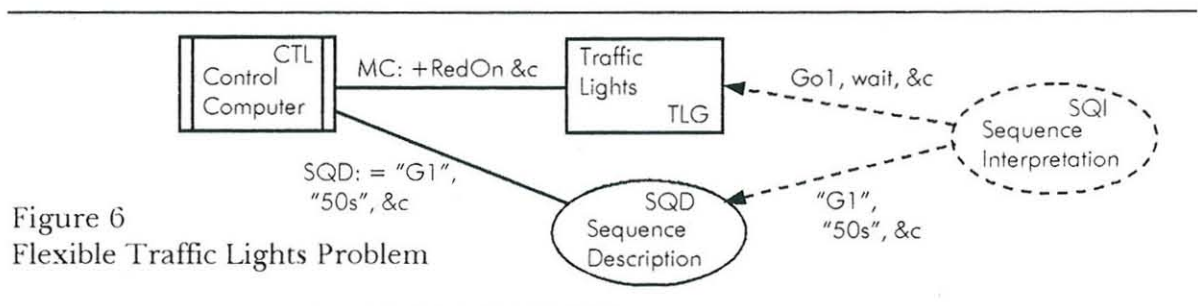 CTL
Control
Computer
MC: +RedOn &c
Traffic
Lights
TLG
Go1, wait, &c
SQI
Sequence
Interpretation
SQD: = "G1",
"50s", &c
SQD
Sequence
Description
"G1",
"50s", &c
Figure 6
Flexible Traffic Lights Problem